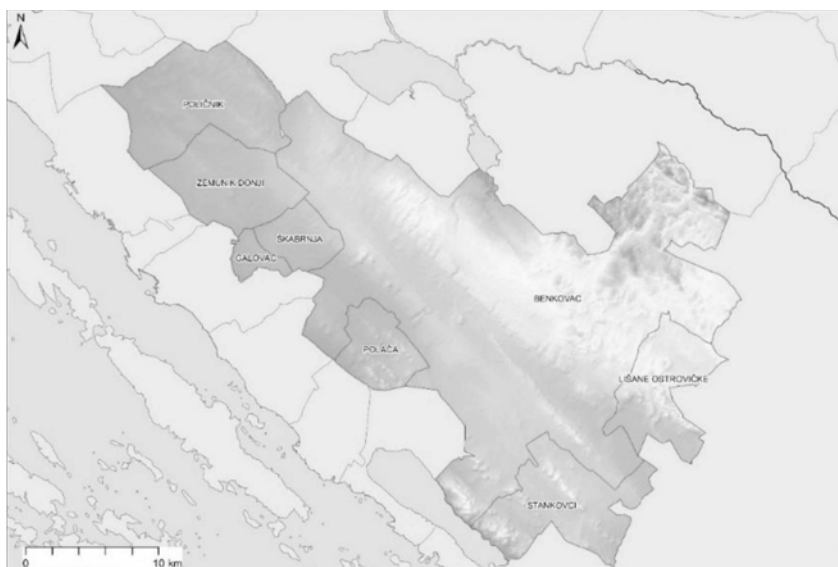 N
POLIČNIK
ZEMUNIK DONJI
ŠKABRNJA
GALOVAC
BENKOVAC
POLAČA
LIŠANE OSTROVIČKE
STANKOVCI
0 10 km